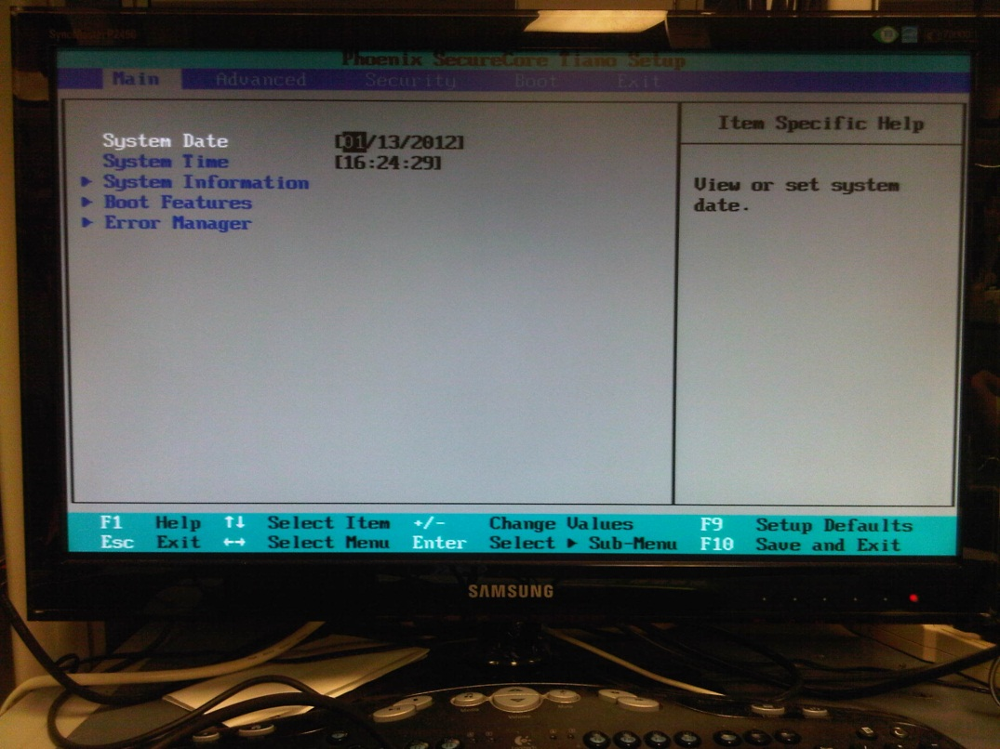 Phoenix SecureCore Tiano Setup
Main Advanced Security Boot Exit
Item Specific Help
System Date [01/13/2012]
System Time [16:24:29]
System Information
Boot Features
Error Manager
View or set system
date.
F1 Help ↑↓ Select Item +/- Change Values F9 Setup Defaults
Esc Exit ↔ Select Menu Enter Select ▶ Sub-Menu F10 Save and Exit
SAMSUNG